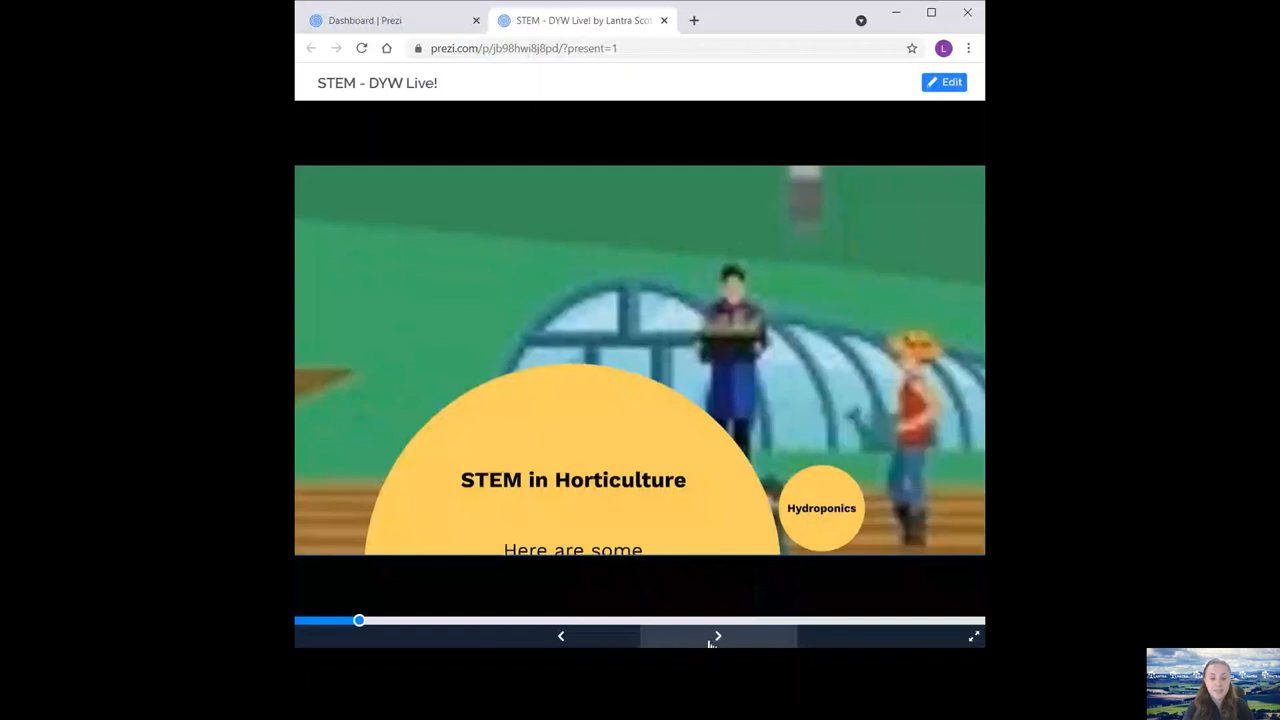 Dashboard | Prezi
STEM - DYW Live! by Lantra Scot
prezi.com/p/jb98hwi8j8pd/?present=1
L
STEM - DYW Live!
Edit
STEM in Horticulture
Hydroponics
Here are some